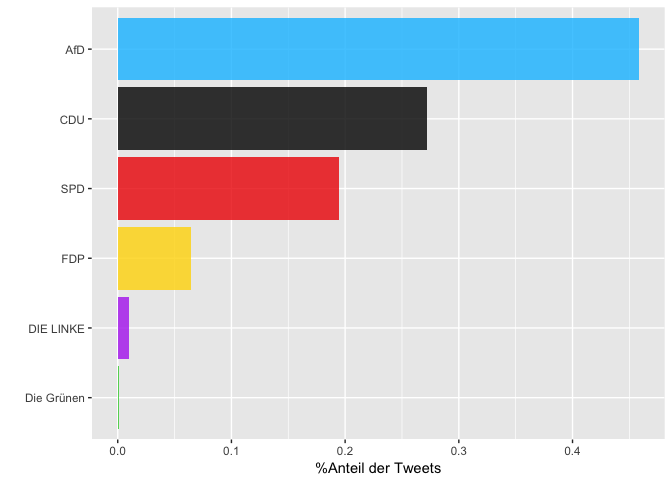 AfD
CDU
SPD
FDP
DIE LINKE
Die Grünen
0.0 0.1 0.2 0.3 0.4
%Anteil der Tweets